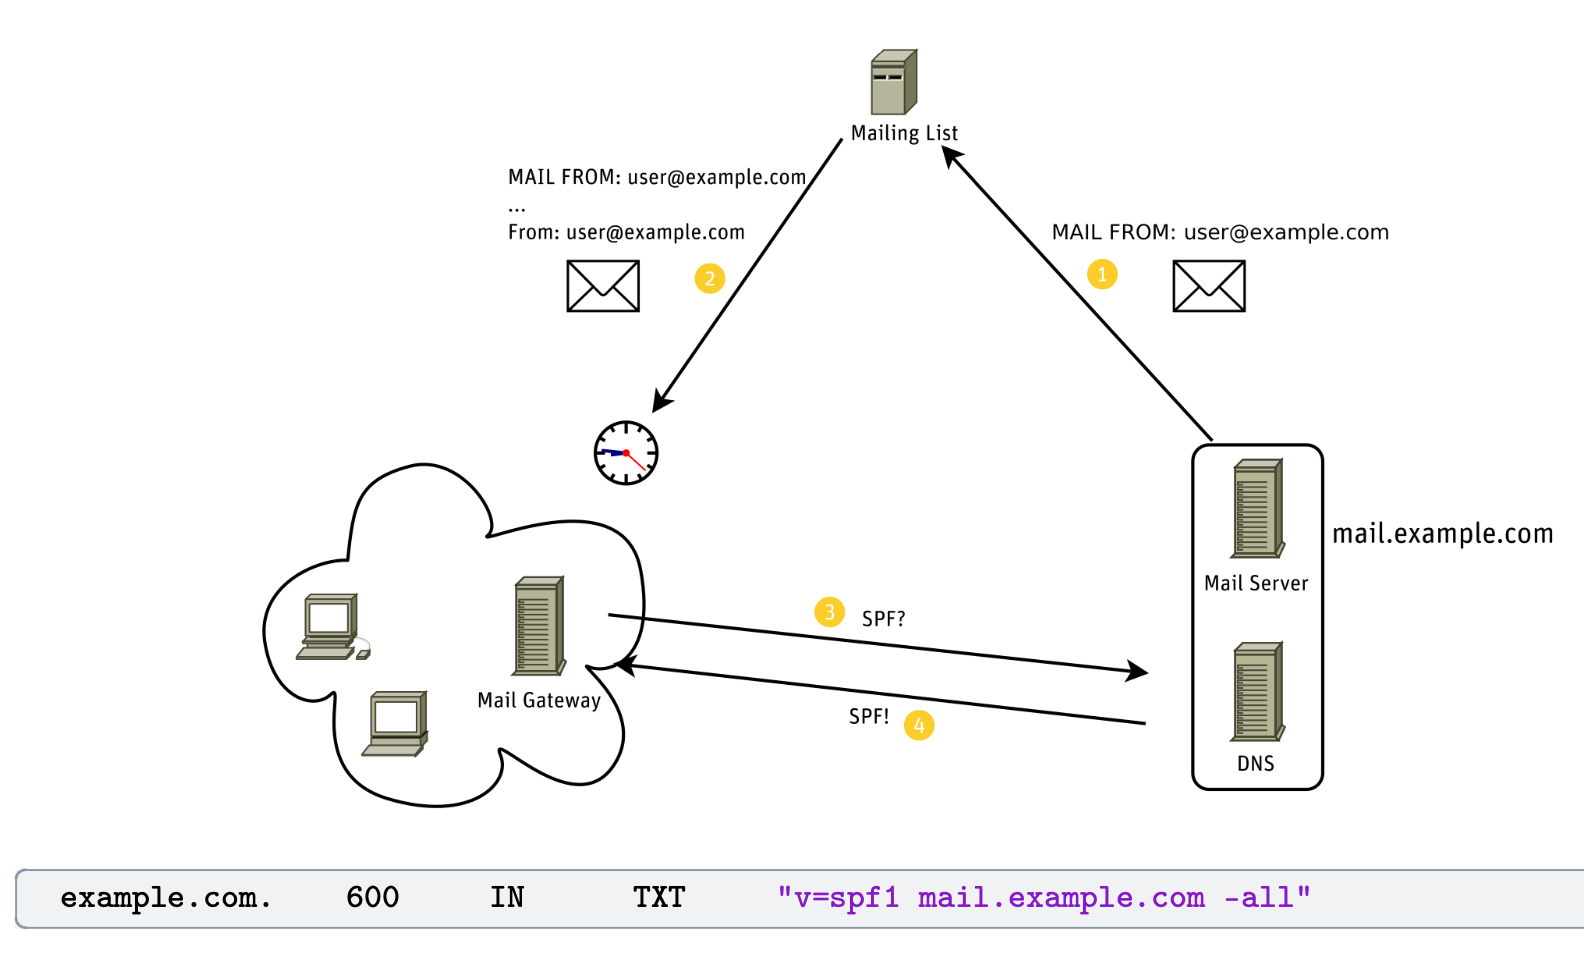 Mailing List
MAIL FROM: user@example.com
...
From: user@example.com
2
MAIL FROM: user@example.com
1
mail.example.com
Mail Server
3 SPF?
Mail Gateway
SPF! 4
DNS
example.com. 600 IN TXT "v=spf1 mail.example.com -all"